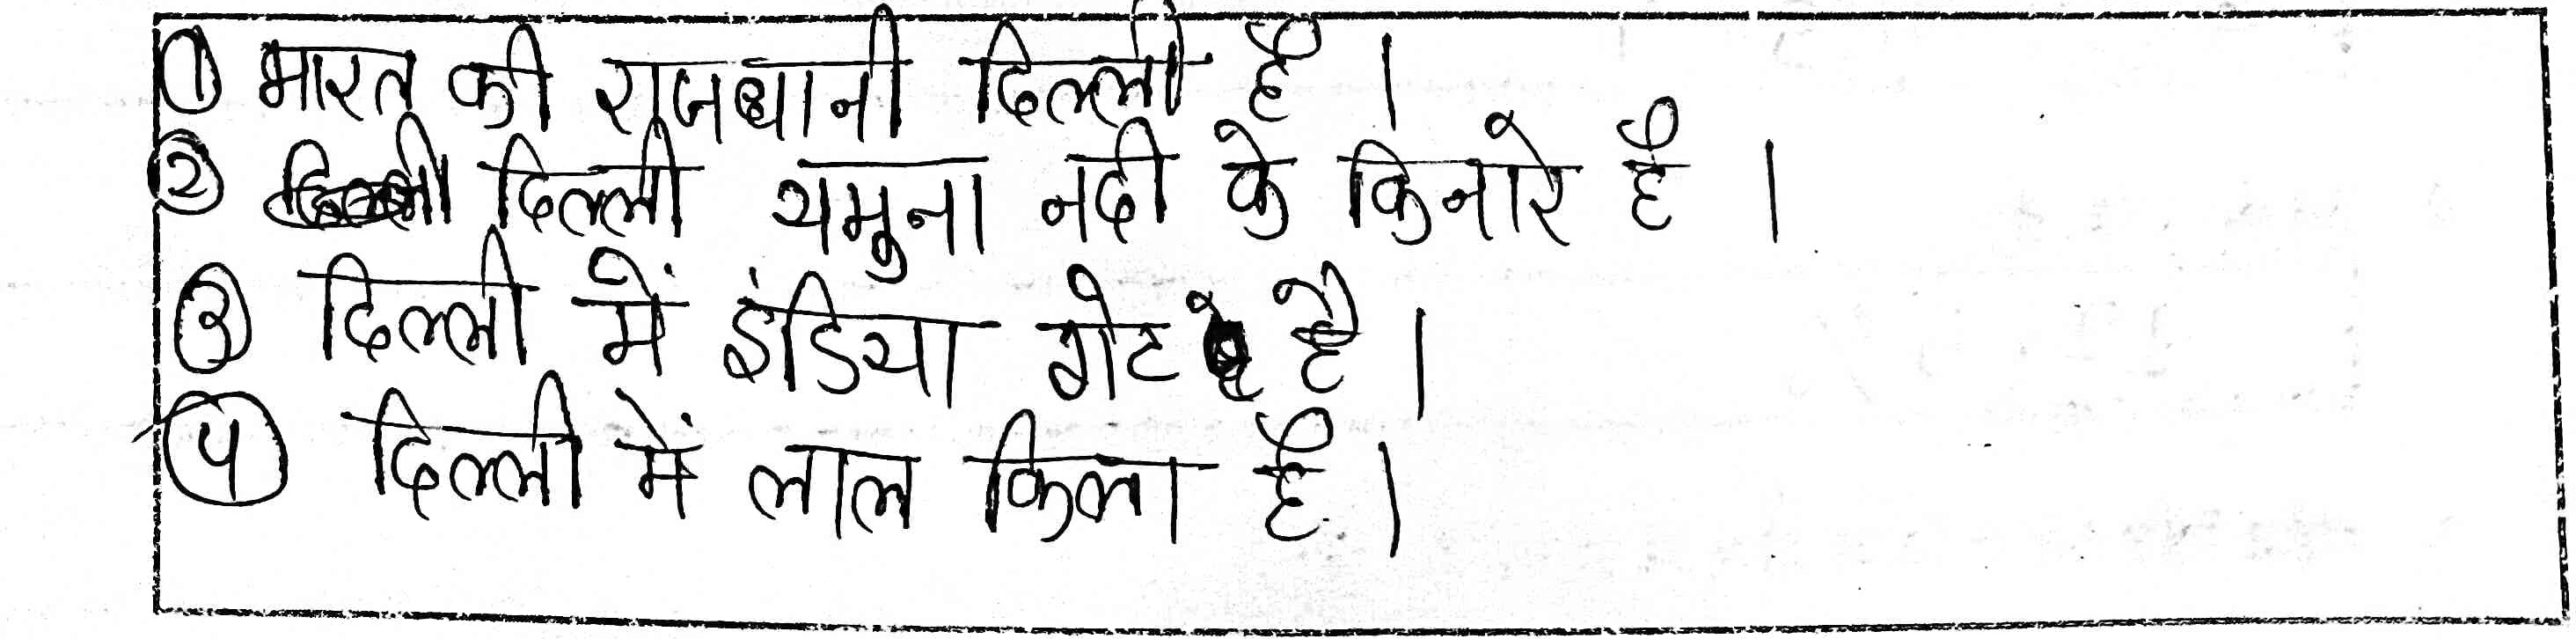 ① भारत की राजधानी दिल्ली है ।
② दिल्ली यमुना नदी के किनारे है ।
③ दिल्ली में इंडिया गेट है ।
④ दिल्ली में लाल किला है ।